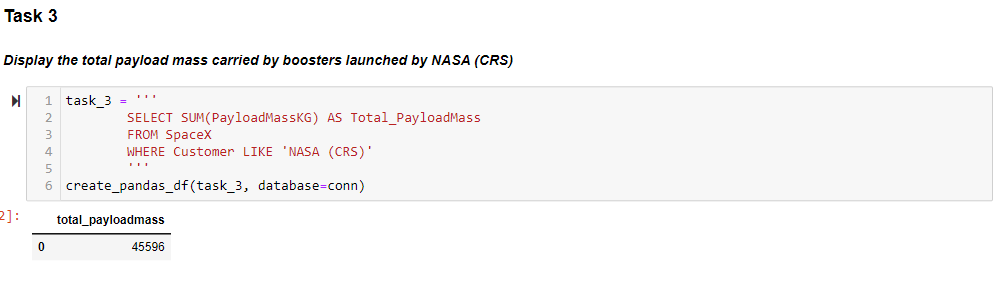 Task 3
Display the total payload mass carried by boosters launched by NASA (CRS)
1 task_3 = '''
2 SELECT SUM(PayloadMassKG) AS Total_PayloadMass
3 FROM SpaceX
4 WHERE Customer LIKE 'NASA (CRS)'
5 '''
6 create_pandas_df(task_3, database=conn)
2]:
total_payloadmass
0 45596